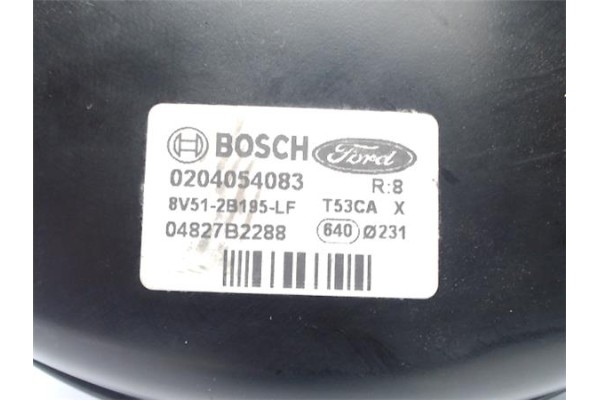 BOSCH Ford
0204054083 R:8
8V51-2B195-LF T53CA X
04827B2288 640 Ø231